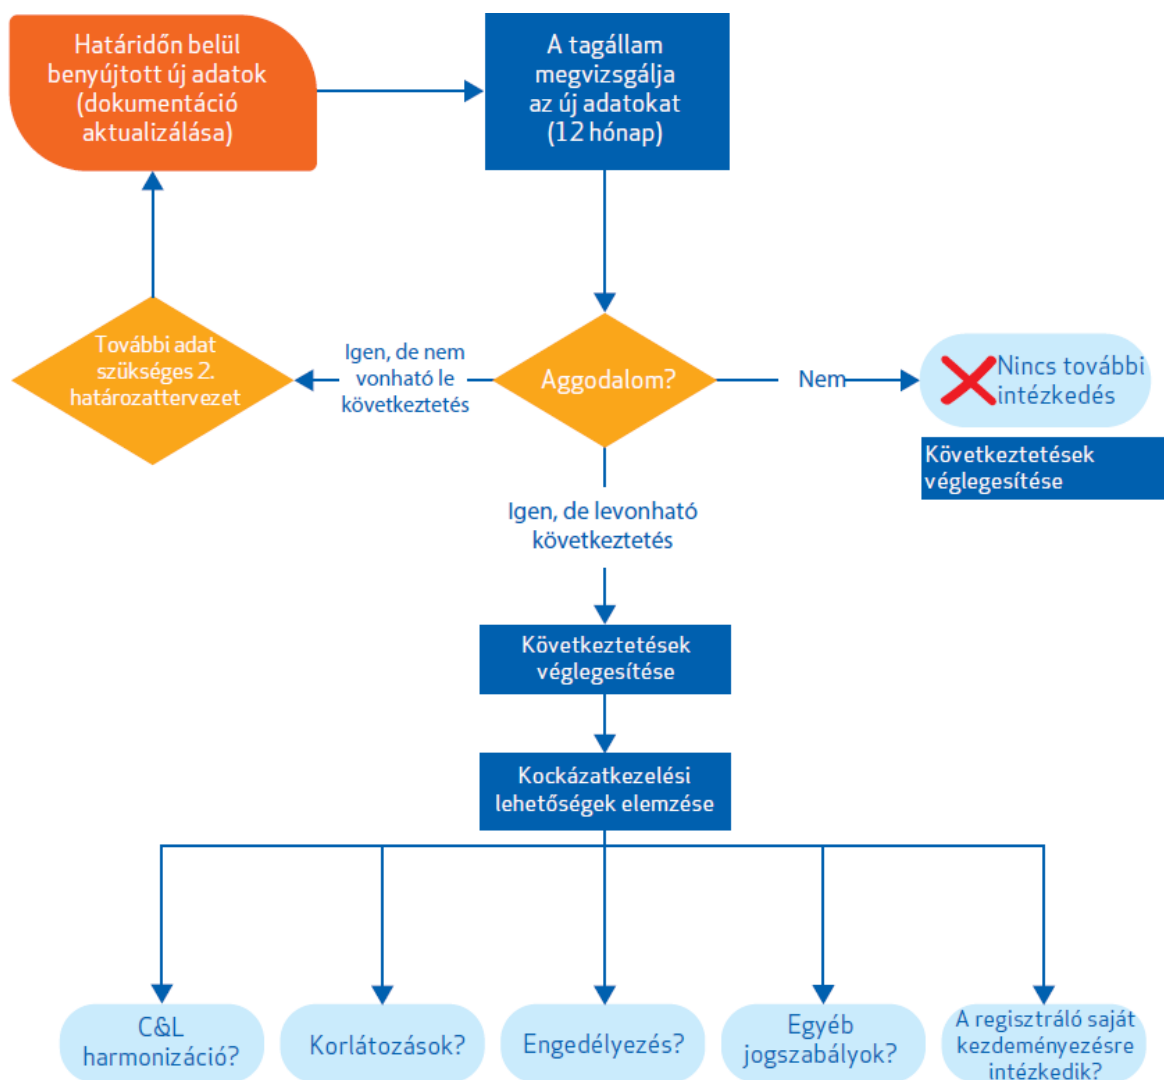 Határidőn belül
benyújtott új adatok
(dokumentáció
aktualizálása)
A tagállam
megvizsgálja
az új adatokat
(12 hónap)
További adat
szükséges 2.
határozattervezet
Igen, de nem
vonható le
következtetés
Aggodalom?
Nem
Nincs további
intézkedés
Következtetések
véglegesítése
Igen, de levonható
következtetés
Következtetések
véglegesítése
Kockázatkezelési
lehetőségek elemzése
C&L
harmonizáció?
Korlátozások?
Engedélyezés?
Egyéb
jogszabályok?
A regisztráló saját
kezdeményezésre
intézkedik?